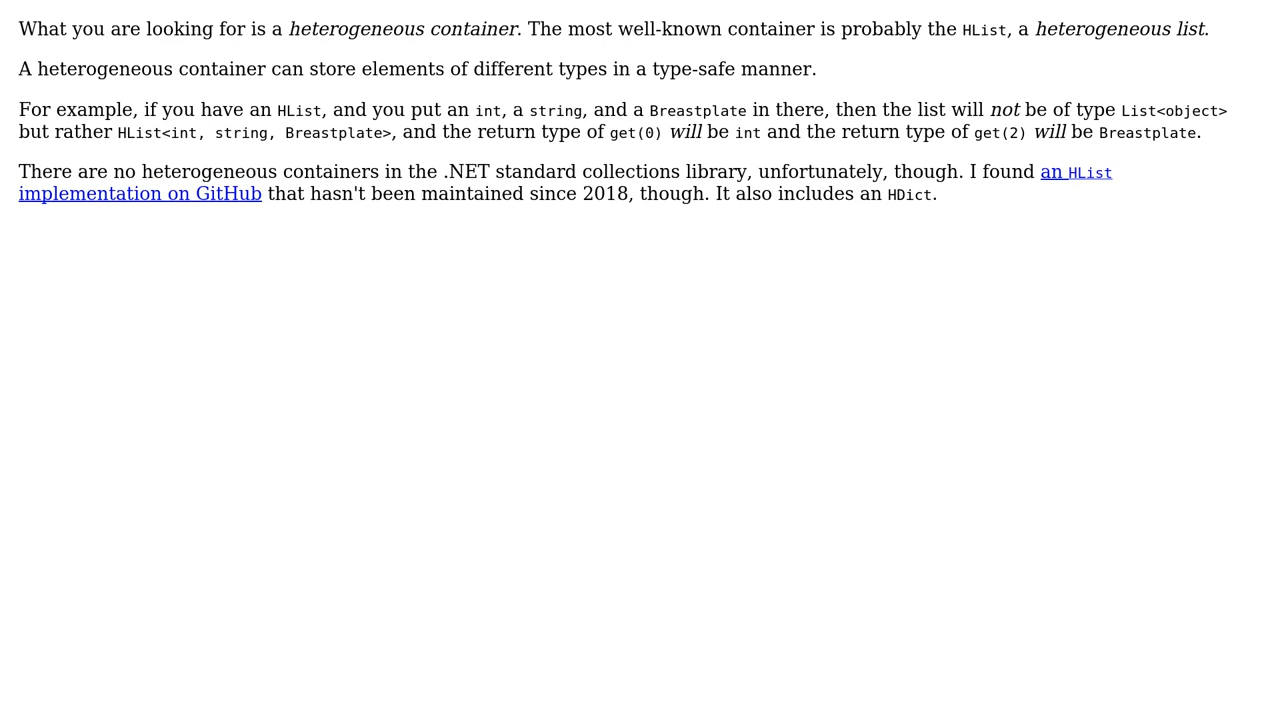 What you are looking for is a heterogeneous container. The most well-known container is probably the HList, a heterogeneous list.
A heterogeneous container can store elements of different types in a type-safe manner.
For example, if you have an HList, and you put an int, a string, and a Breastplate in there, then the list will not be of type List<object>
but rather HList<int, string, Breastplate>, and the return type of get(0) will be int and the return type of get(2) will be Breastplate.
There are no heterogeneous containers in the .NET standard collections library, unfortunately, though. I found an HList
implementation on GitHub that hasn't been maintained since 2018, though. It also includes an HDict.